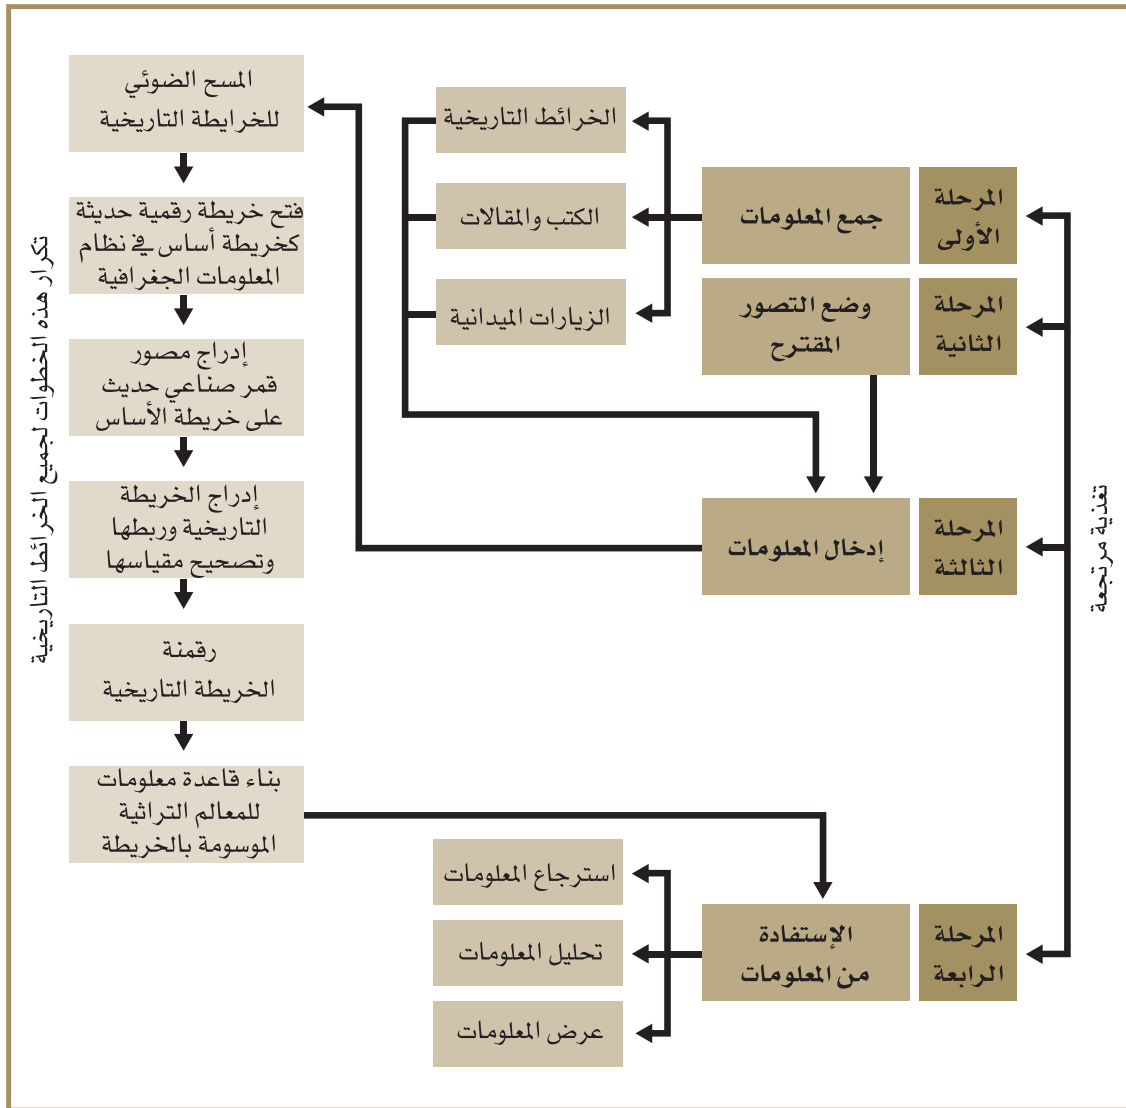 المرحلة
الأولى
جمع المعلومات
الخرائط التاريخية
الكتب والمقالات
الزيارات الميدانية
المرحلة
الثانية
وضع التصور
المقترح
المرحلة
الثالثة
إدخال المعلومات
المسح الضوئي
للخرايطة التاريخية
فتح خريطة رقمية حديثة
كخريطة أساس في نظام
المعلومات الجغرافية
إدراج مصور
قمر صناعي حديث
على خريطة الأساس
إدراج الخريطة
التاريخية وربطها
وتصحيح مقياسها
رقمنة
الخريطة التاريخية
بناء قاعدة معلومات
للمعالم التراثية
الموسومة بالخريطة
تكرار هذه الخطوات لجميع الخرائط التاريخية
المرحلة
الرابعة
الإستفادة
من المعلومات
استرجاع المعلومات
تحليل المعلومات
عرض المعلومات
تغذية مرتجعة